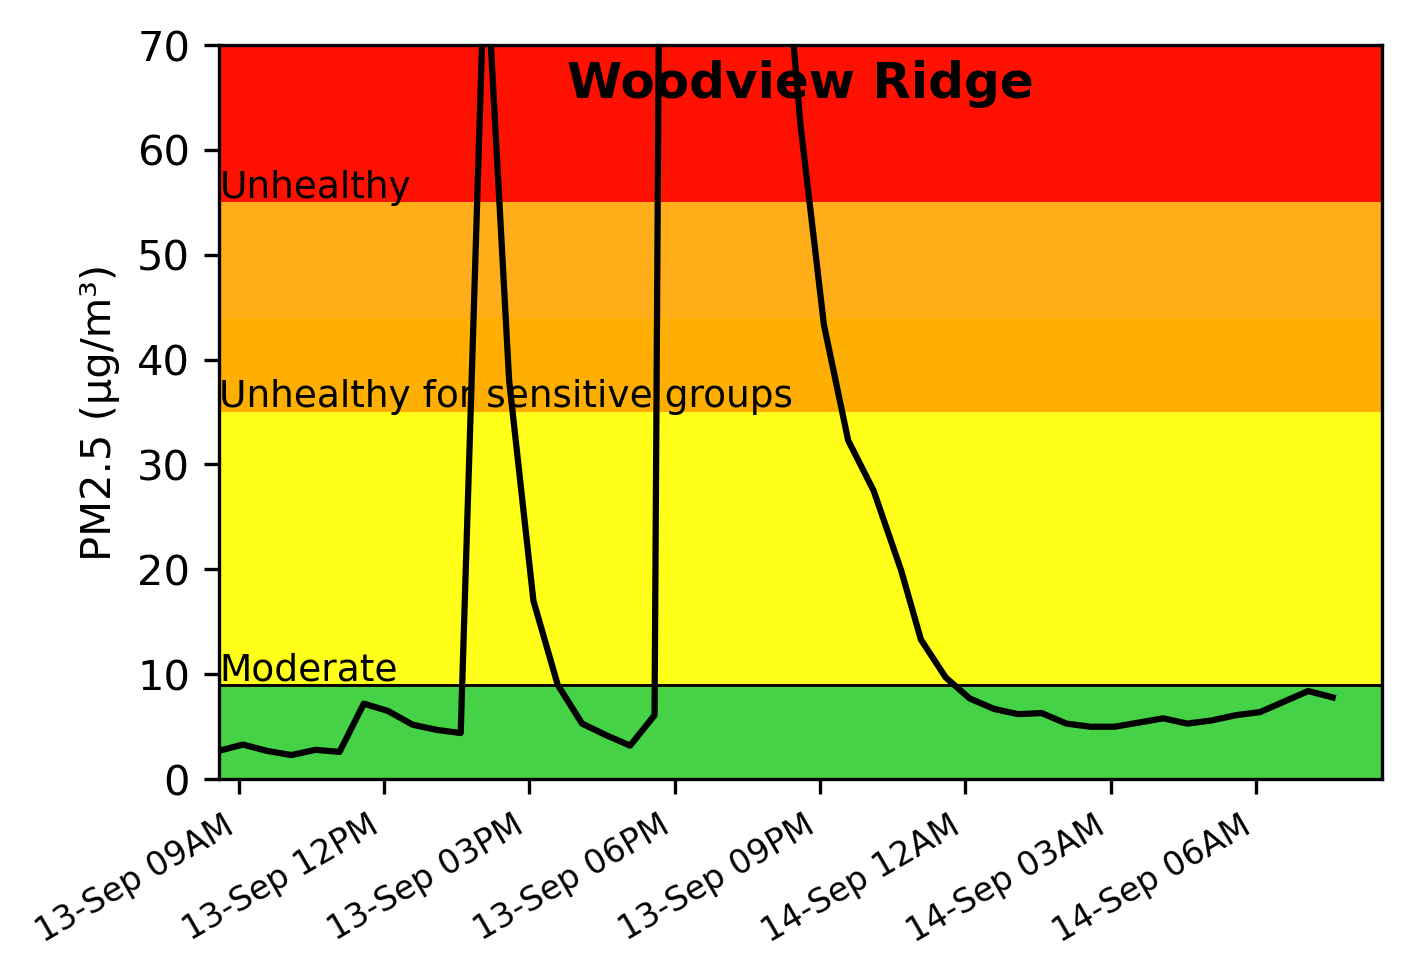 Woodview Ridge
70
60
50
40
30
20
10
0
PM2.5 (µg/m³)
Unhealthy
Unhealthy for sensitive groups
Moderate
13-Sep 09AM
13-Sep 12PM
13-Sep 03PM
13-Sep 06PM
13-Sep 09PM
14-Sep 12AM
14-Sep 03AM
14-Sep 06AM